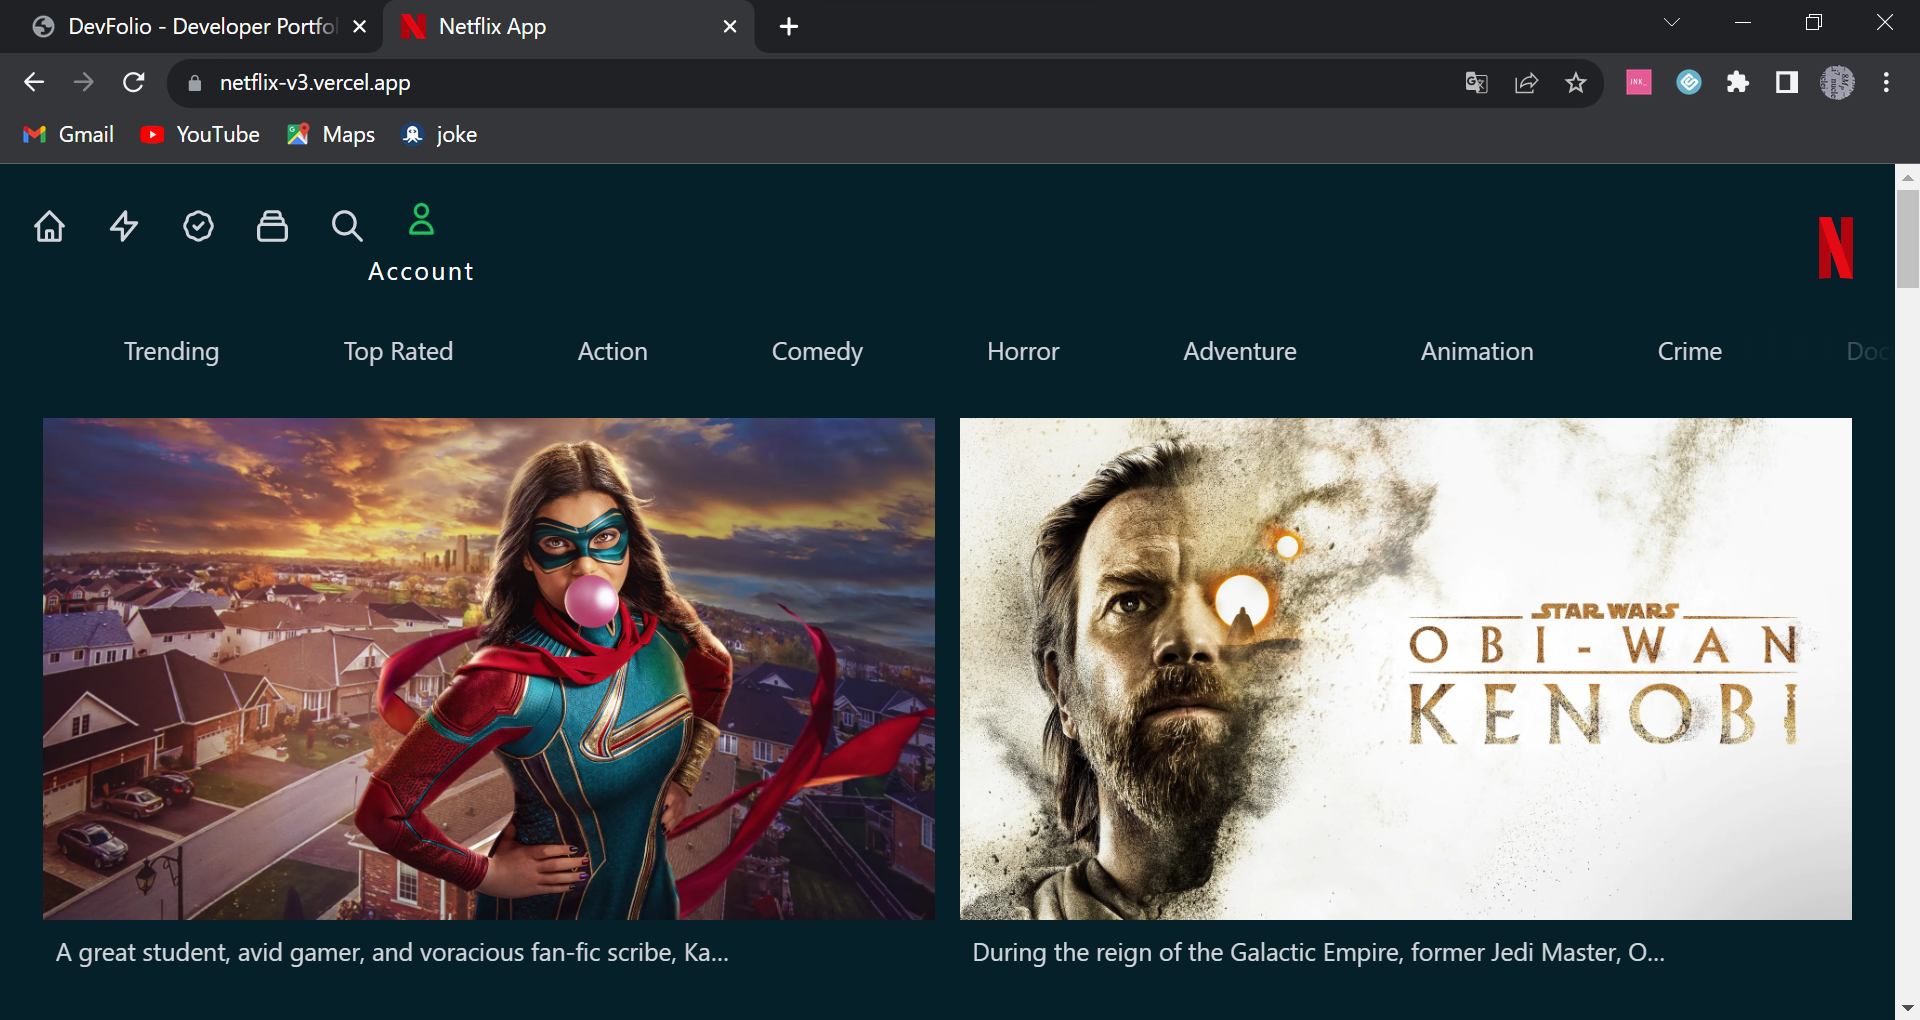 DevFolio - Developer Portfol
Netflix App
netflix-v3.vercel.app
INK_
Gmail
YouTube
Maps
joke
Account
Trending
Top Rated
Action
Comedy
Horror
Adventure
Animation
Crime
Doc
STAR WARS
OBI-WAN
KENOBI
A great student, avid gamer, and voracious fan-fic scribe, Ka...
During the reign of the Galactic Empire, former Jedi Master, O...